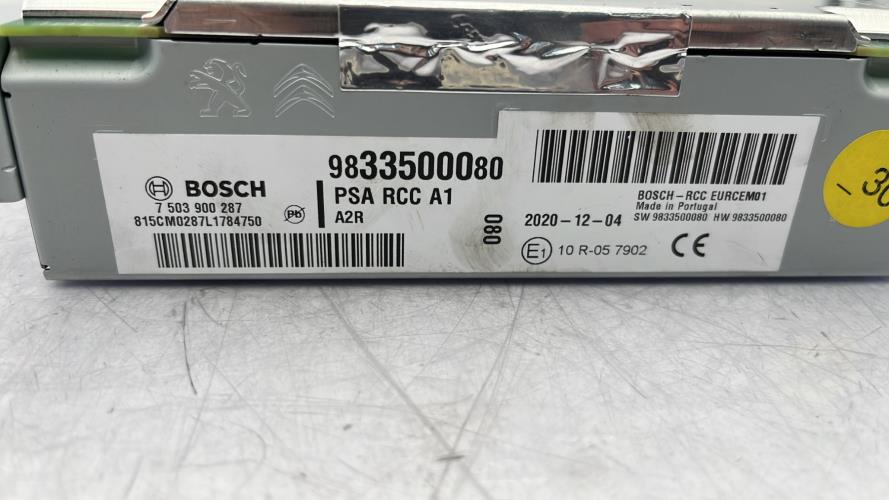 BOSCH
7 503 900 287
815CM0287L1784750
Pb
9833500080
PSA RCC A1
A2R
080
BOSCH-RCC EURCEM01
Made in Portugal
SW 9833500080 HW 9833500080
2020-12-04
E1 10 R-05 7902 CE